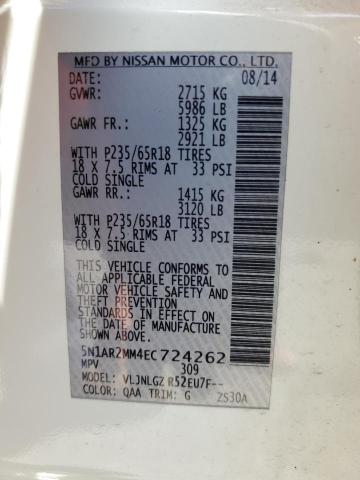 MFD BY NISSAN MOTOR CO., LTD.
DATE: 08/14
GVWR: 2715 KG
5986 LB
GAWR FR.: 1325 KG
2921 LB
WITH P235/65R18 TIRES
18 X 7.5 RIMS AT 33 PSI
COLD SINGLE
GAWR RR.: 1415 KG
3120 LB
WITH P235/65R18 TIRES
18 X 7.5 RIMS AT 33 PSI
COLD SINGLE
THIS VEHICLE CONFORMS TO
ALL APPLICABLE FEDERAL
MOTOR VEHICLE SAFETY AND
THEFT PREVENTION
STANDARDS IN EFFECT ON
THE DATE OF MANUFACTURE
SHOWN ABOVE.
5N1AR2MM4EC724262
MPV 309
MODEL: VLJNLGZ R52EU7F--
COLOR: QAA TRIM: G ZS30A